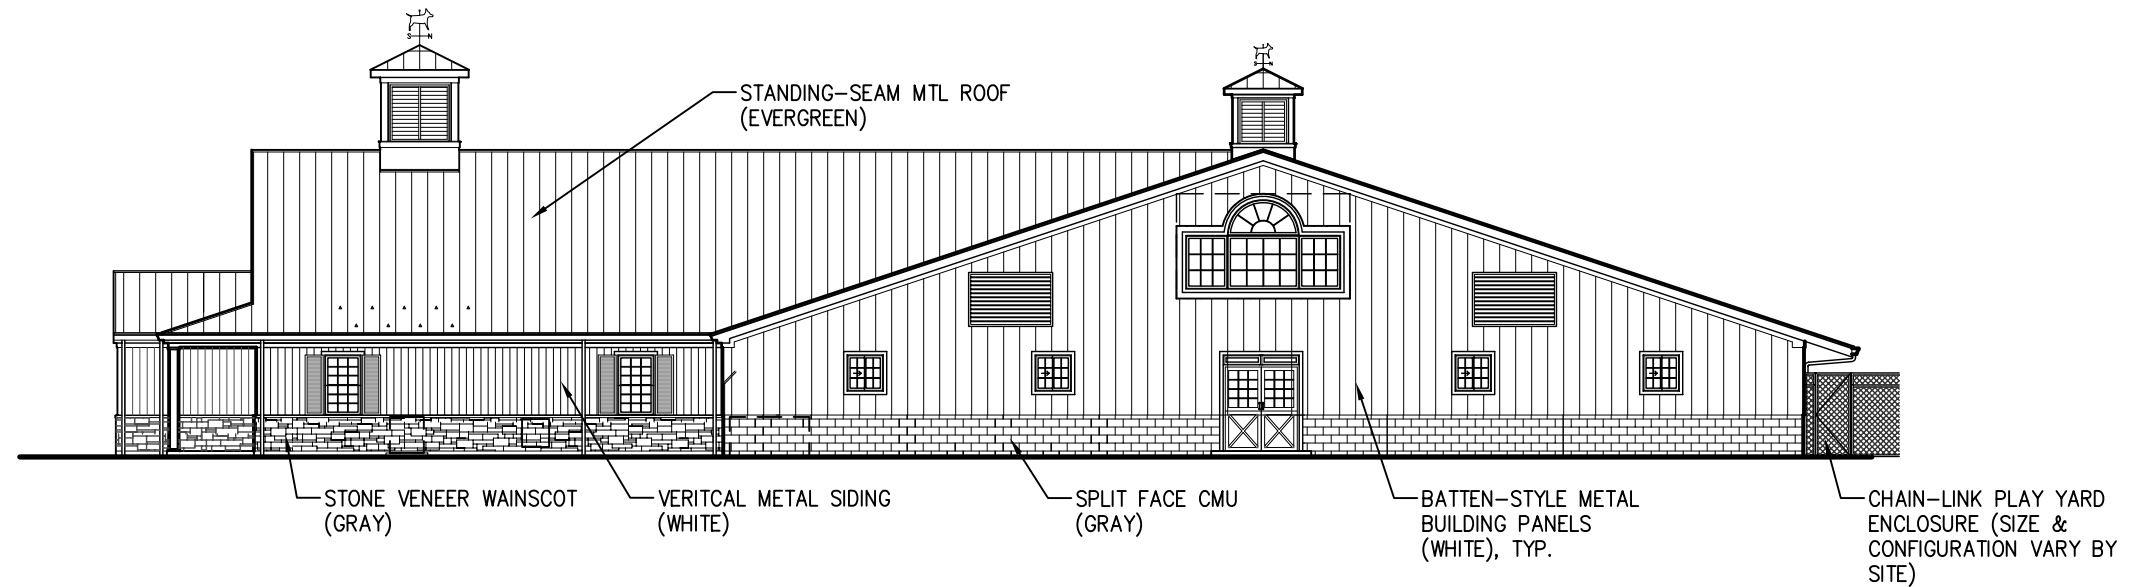 S N
S N
STANDING-SEAM MTL ROOF
(EVERGREEN)
STONE VENEER WAINSCOT
(GRAY)
VERITCAL METAL SIDING
(WHITE)
SPLIT FACE CMU
(GRAY)
BATTEN-STYLE METAL
BUILDING PANELS
(WHITE), TYP.
CHAIN-LINK PLAY YARD
ENCLOSURE (SIZE &
CONFIGURATION VARY BY
SITE)